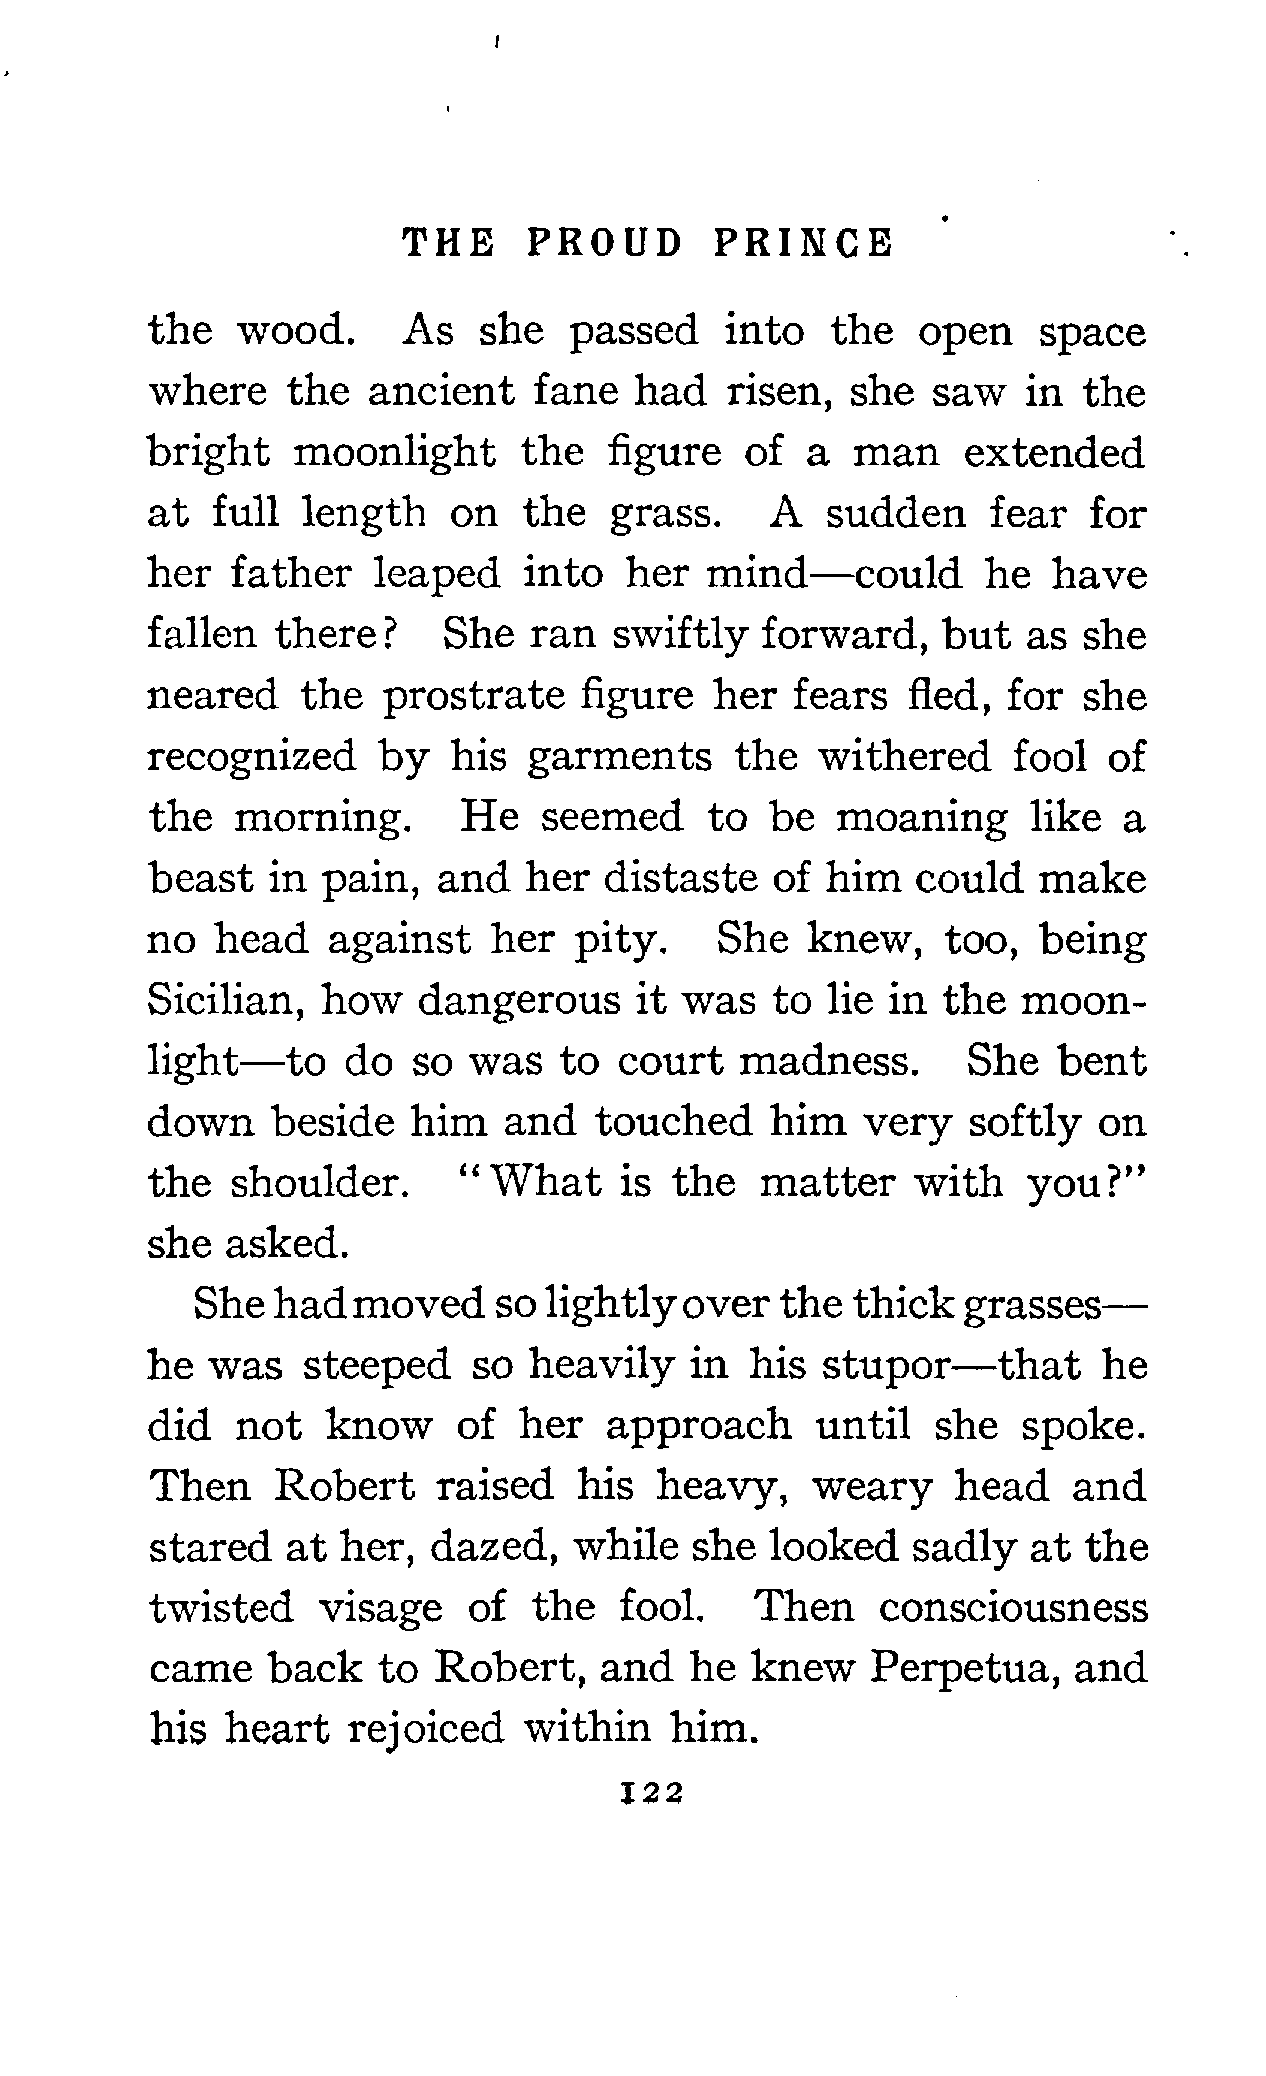 THE PROUD PRINCE
the wood. As she passed into the open space
where the ancient fane had risen, she saw in the
bright moonlight the figure of a man extended
at full length on the grass. A sudden fear for
her father leaped into her mind—could he have
fallen there? She ran swiftly forward, but as she
neared the prostrate figure her fears fled, for she
recognized by his garments the withered fool of
the morning. He seemed to be moaning like a
beast in pain, and her distaste of him could make
no head against her pity. She knew, too, being
Sicilian, how dangerous it was to lie in the moon-
light—to do so was to court madness. She bent
down beside him and touched him very softly on
the shoulder. "What is the matter with you?"
she asked.
She had moved so lightly over the thick grasses—
he was steeped so heavily in his stupor—that he
did not know of her approach until she spoke.
Then Robert raised his heavy, weary head and
stared at her, dazed, while she looked sadly at the
twisted visage of the fool. Then consciousness
came back to Robert, and he knew Perpetua, and
his heart rejoiced within him.
122